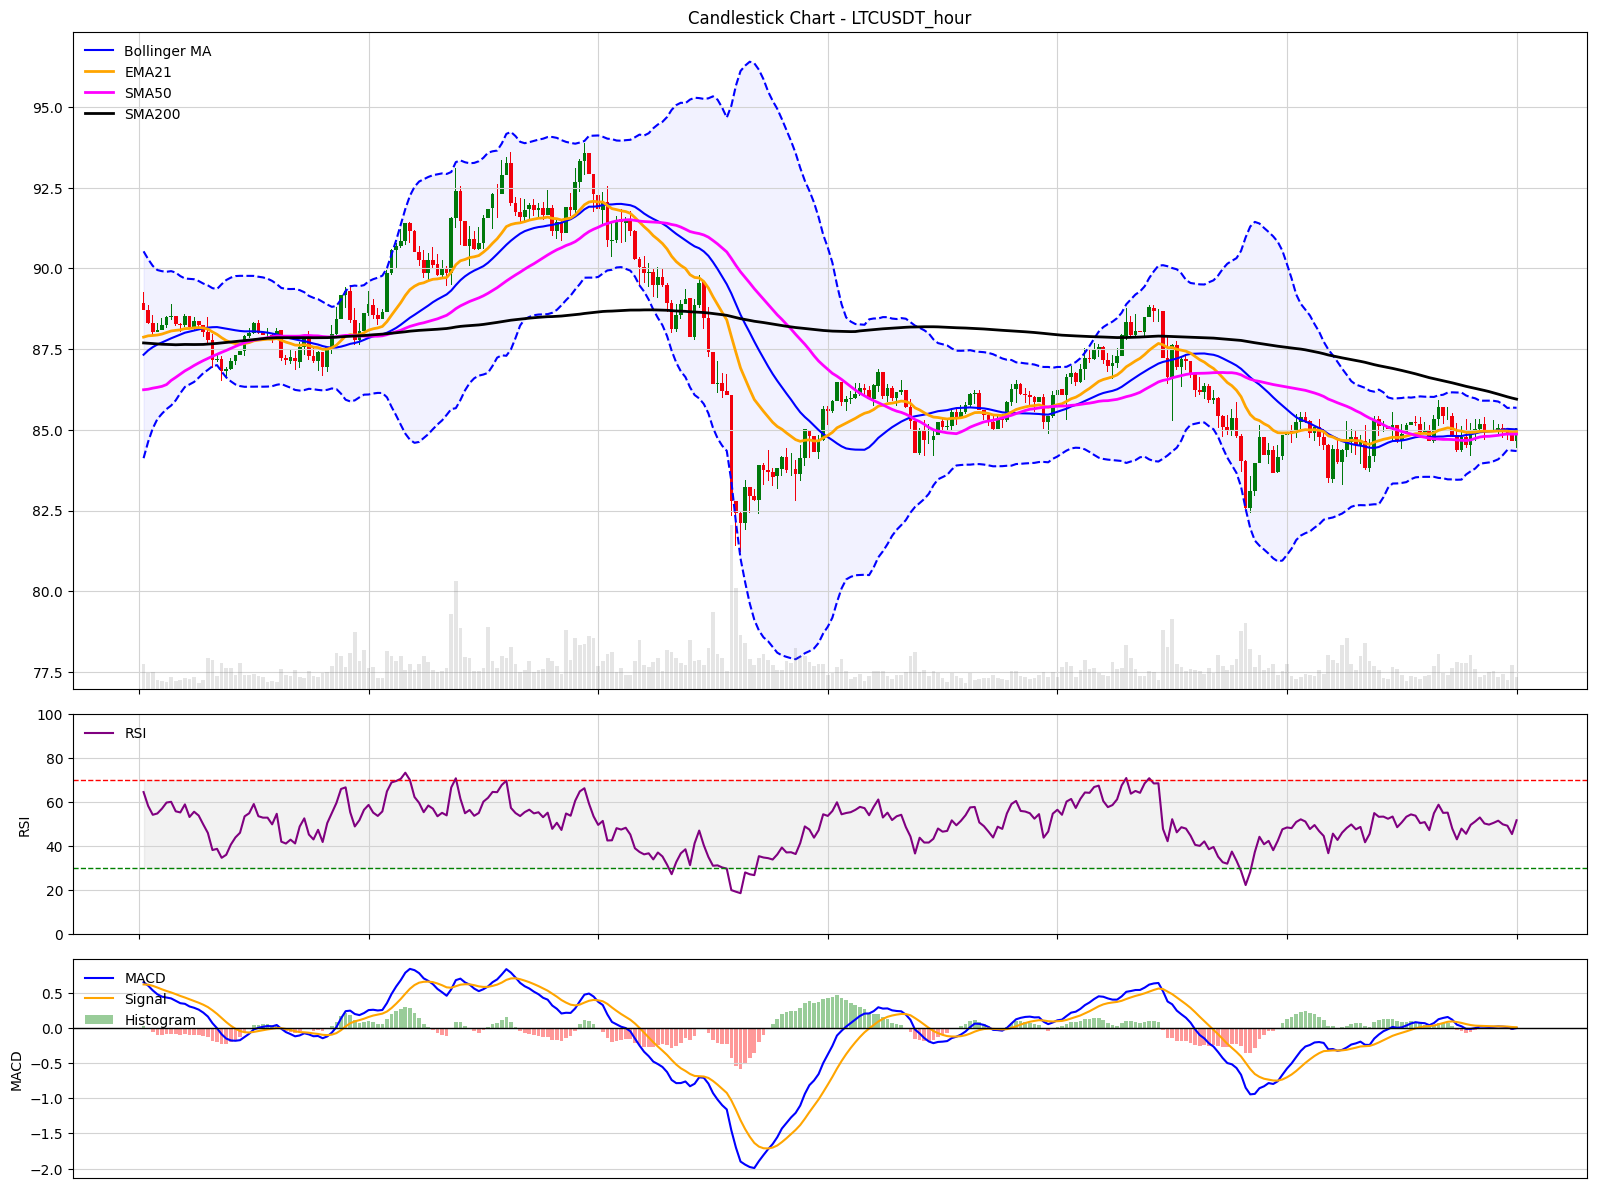 Candlestick Chart - LTCUSDT_hour
Bollinger MA
EMA21
SMA50
SMA200
95.0
92.5
90.0
87.5
85.0
82.5
80.0
77.5
RSI
100
80
60
40
20
0
RSI
MACD
Signal
Histogram
0.5
0.0
−0.5
−1.0
−1.5
−2.0
MACD